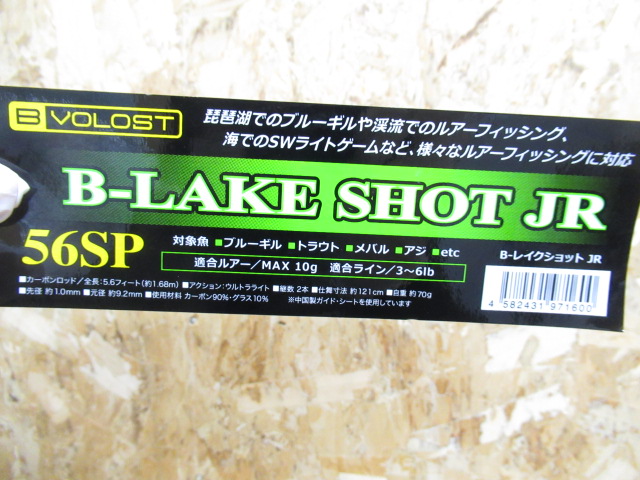 B VOLOST
琵琶湖でのブルーギルや渓流でのルアーフィッシング、
海でのSWライトゲームなど、様々なルアーフィッシングに対応
B-LAKE SHOT JR
56SP
対象魚 ■ブルーギル ■トラウト ■メバル ■アジ ■etc
適合ルアー/MAX 10g 適合ライン/3〜6lb
B-レイクショット JR
■カーボンロッド/全長:5.6フィート(約1.68m) ■アクション:ウルトラライト ■継数 2本 ■仕舞寸法 約121cm ■自重 約70g
■先径 約1.0mm ■元径 約9.2mm ■使用材料 カーボン90%・グラス10% ※中国製ガイド・シートを使用しています
4 582431 971600